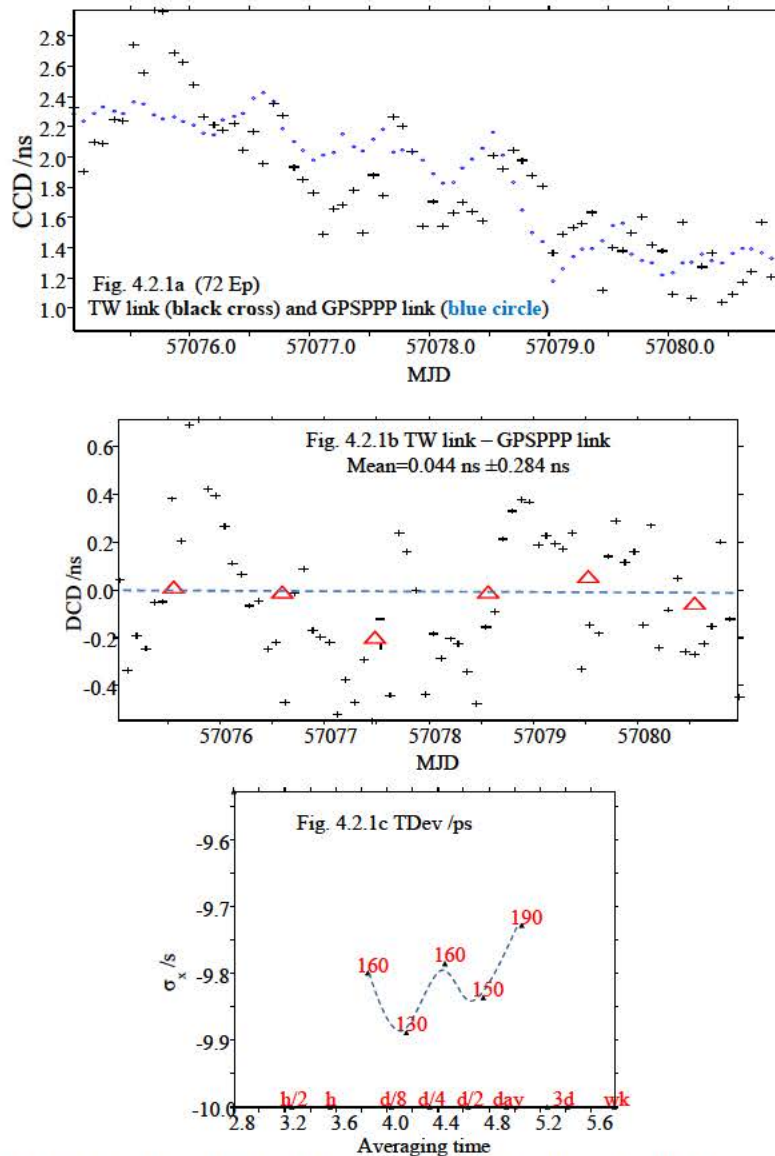 2.8
2.6
2.4
2.2
2.0
1.8
1.6
1.4
1.2
1.0
CCD /ns
Fig. 4.2.1a (72 Ep)
TW link (black cross) and GPSPPP link (blue circle)
57076.0 57077.0 57078.0 57079.0 57080.0
MJD
Fig. 4.2.1b TW link – GPSPPP link
Mean=0.044 ns ±0.284 ns
0.6
0.4
0.2
0.0
-0.2
-0.4
DCD /ns
57076 57077 57078 57079 57080
MJD
Fig. 4.2.1c TDev /ps
-9.6
-9.7
-9.8
-9.9
-10.0
σx /s
160
130
160
150
190
h/2 h d/8 d/4 d/2 day 3d wk
2.8 3.2 3.6 4.0 4.4 4.8 5.2 5.6
Averaging time